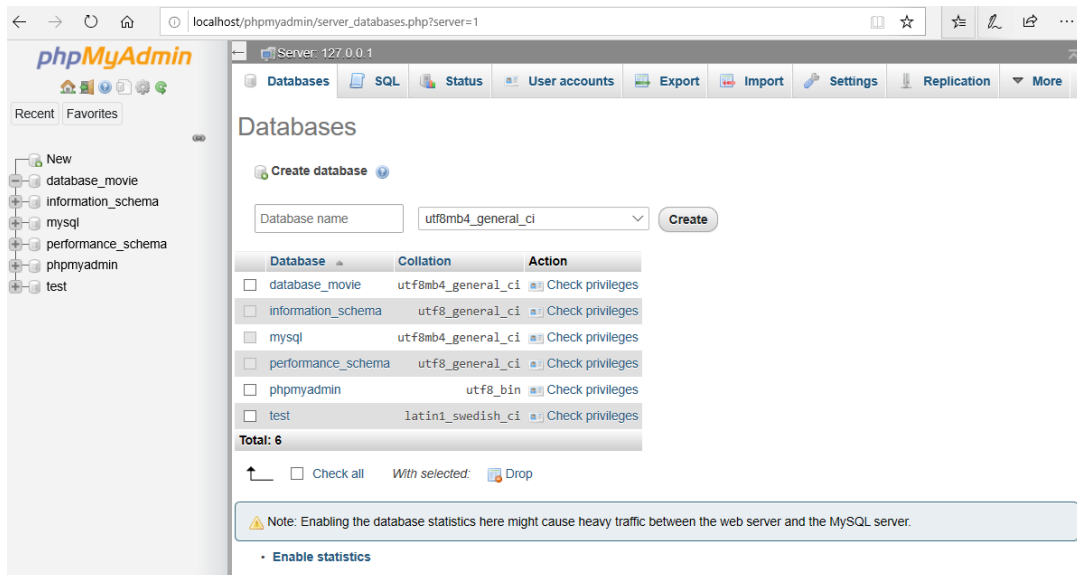 localhost/phpmyadmin/server_databases.php?server=1
phpMyAdmin
Recent Favorites
New
database_movie
information_schema
mysql
performance_schema
phpmyadmin
test
Server: 127.0.0.1
Databases SQL Status User accounts Export Import Settings Replication More
Databases
Create database
Database name utf8mb4_general_ci Create
Database Collation Action
database_movie utf8mb4_general_ci Check privileges
information_schema utf8_general_ci Check privileges
mysql utf8mb4_general_ci Check privileges
performance_schema utf8_general_ci Check privileges
phpmyadmin utf8_bin Check privileges
test latin1_swedish_ci Check privileges
Total: 6
Check all With selected: Drop
Note: Enabling the database statistics here might cause heavy traffic between the web server and the MySQL server.
Enable statistics